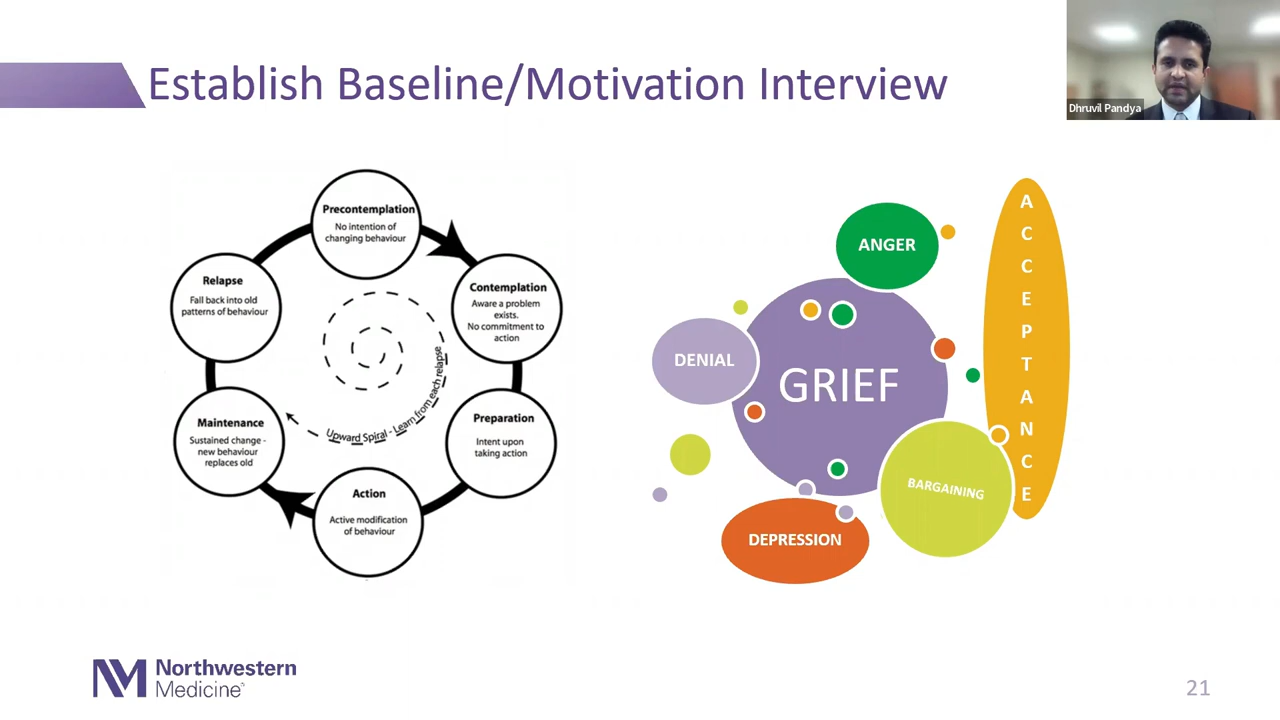 Establish Baseline/Motivation Interview
Dhruvil Pandya
Precontemplation
No intention of
changing behaviour
Contemplation
Aware a problem
exists.
No commitment to
action
Preparation
Intent upon
taking action
Action
Active modification
of behaviour
Maintenance
Sustained change -
new behaviour
replaces old
Relapse
Fall back into old
patterns of behaviour
Upward Spiral - Learn from each relapse
GRIEF
ANGER
DENIAL
DEPRESSION
BARGAINING
ACCEPTANCE
NM Northwestern
Medicine
21